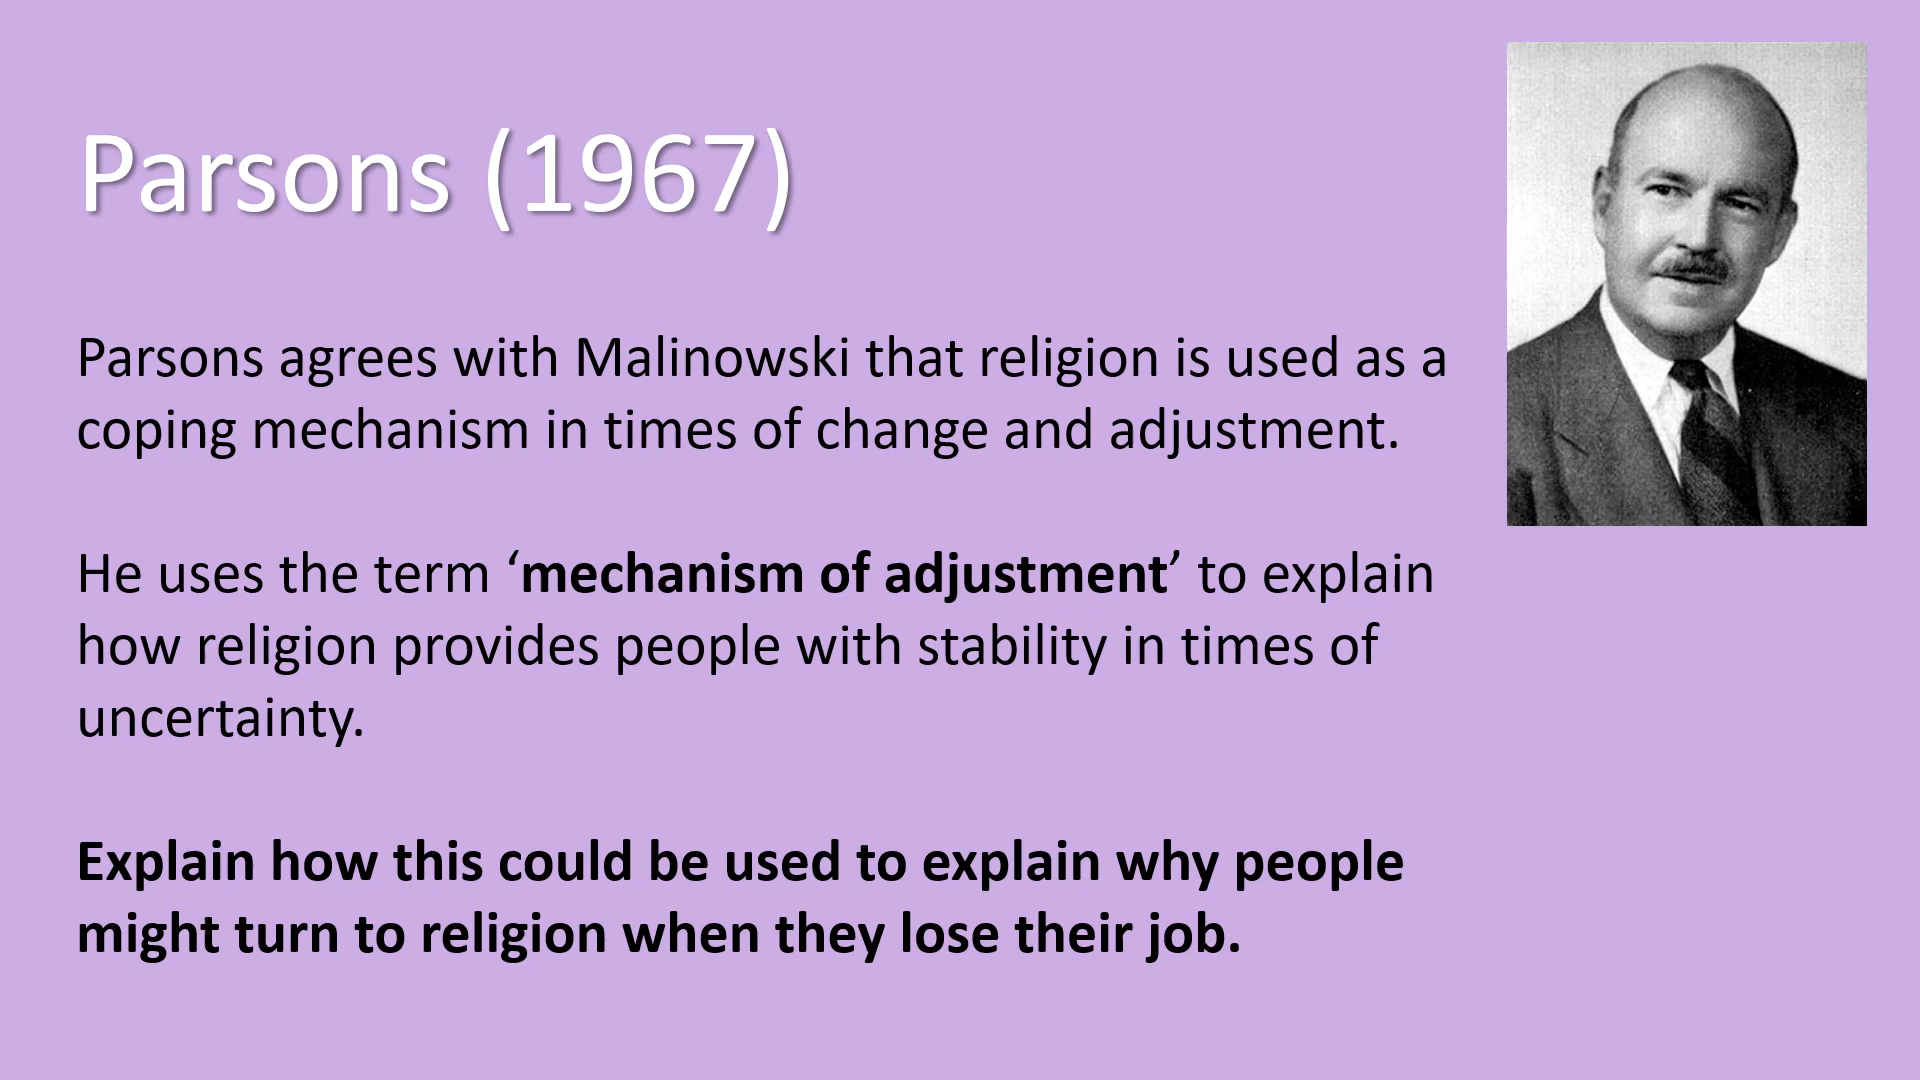 Parsons (1967)
Parsons agrees with Malinowski that religion is used as a
coping mechanism in times of change and adjustment.
He uses the term ‘mechanism of adjustment’ to explain
how religion provides people with stability in times of
uncertainty.
Explain how this could be used to explain why people
might turn to religion when they lose their job.